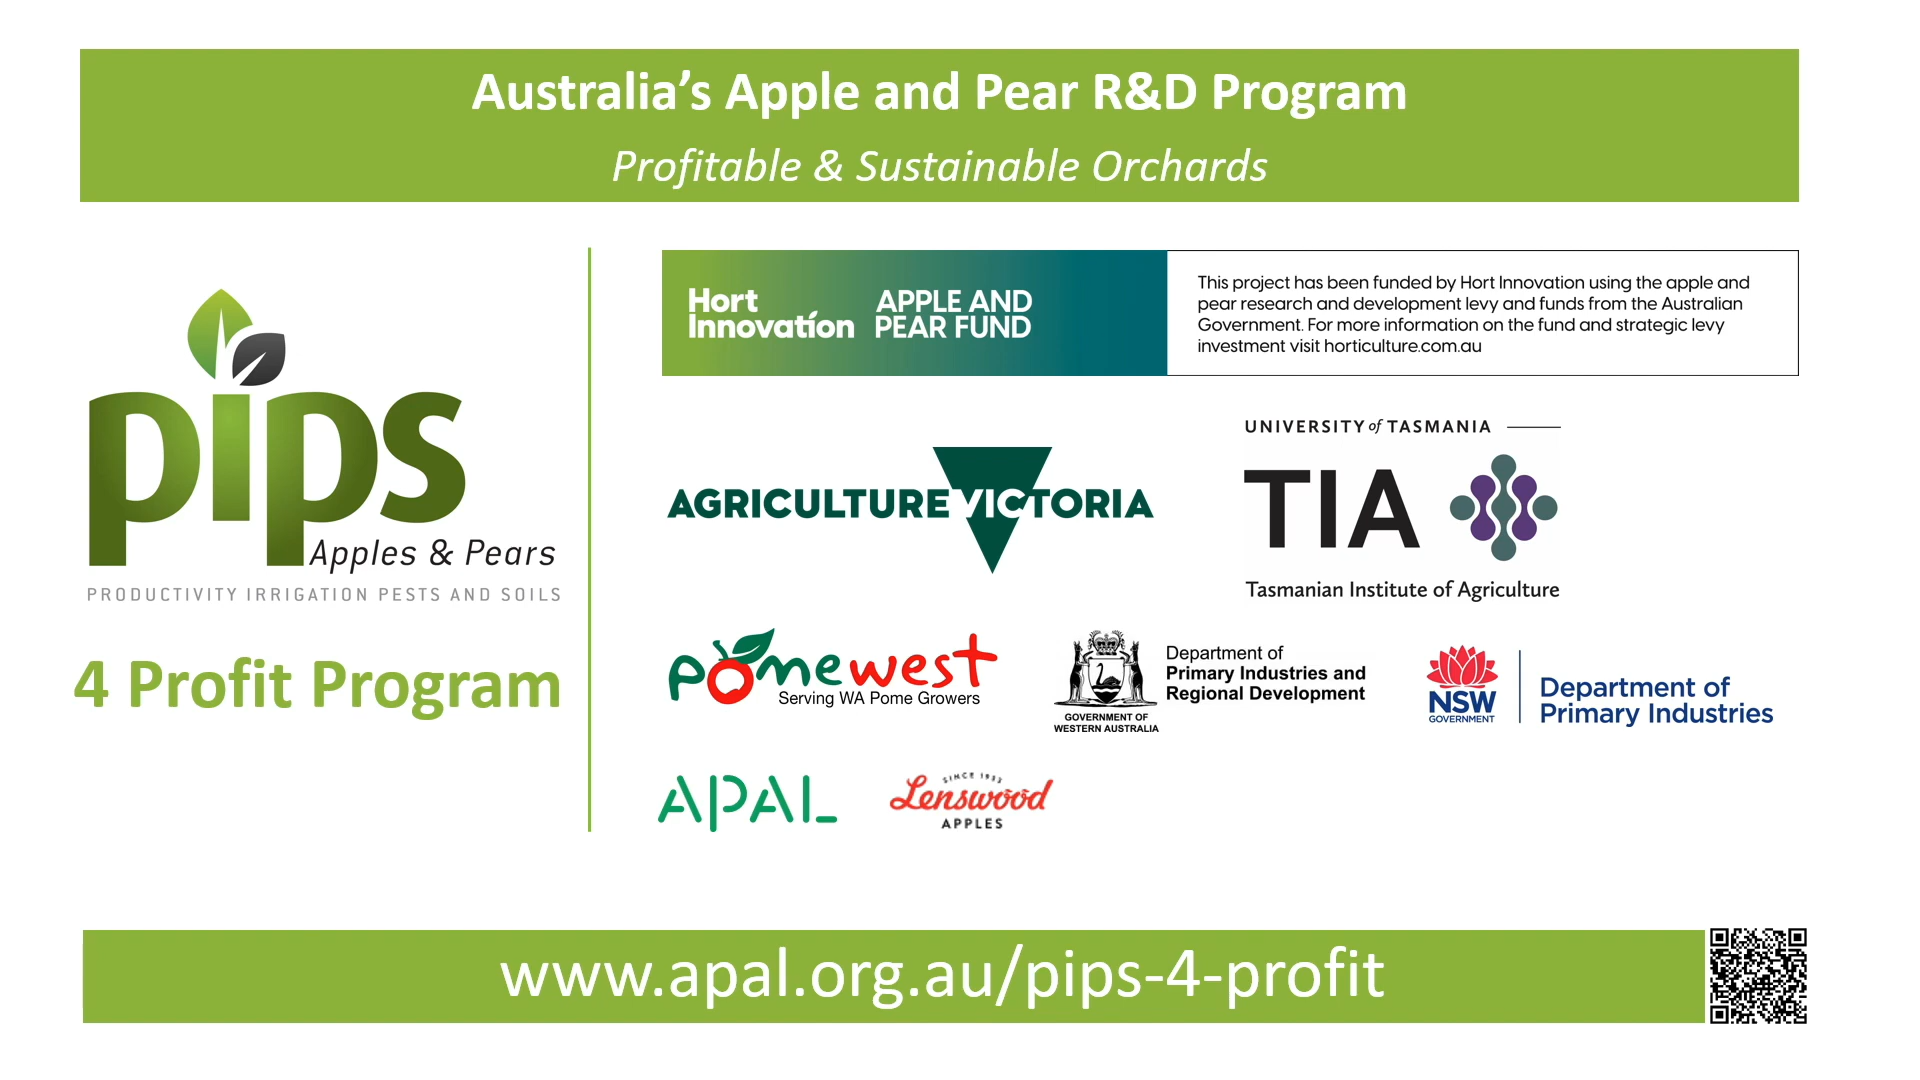 Australia’s Apple and Pear R&D Program
Profitable & Sustainable Orchards
pips
Apples & Pears
PRODUCTIVITY IRRIGATION PESTS AND SOILS
4 Profit Program
Hort
Innovation
APPLE AND
PEAR FUND
This project has been funded by Hort Innovation using the apple and
pear research and development levy and funds from the Australian
Government. For more information on the fund and strategic levy
investment visit horticulture.com.au
AGRICULTURE VICTORIA
UNIVERSITY of TASMANIA
TIA
Tasmanian Institute of Agriculture
pomewest
Serving WA Pome Growers
GOVERNMENT OF
WESTERN AUSTRALIA
Department of
Primary Industries and
Regional Development
NSW
GOVERNMENT
Department of
Primary Industries
APAL
SINCE 1933
Lenswood
APPLES
www.apal.org.au/pips-4-profit